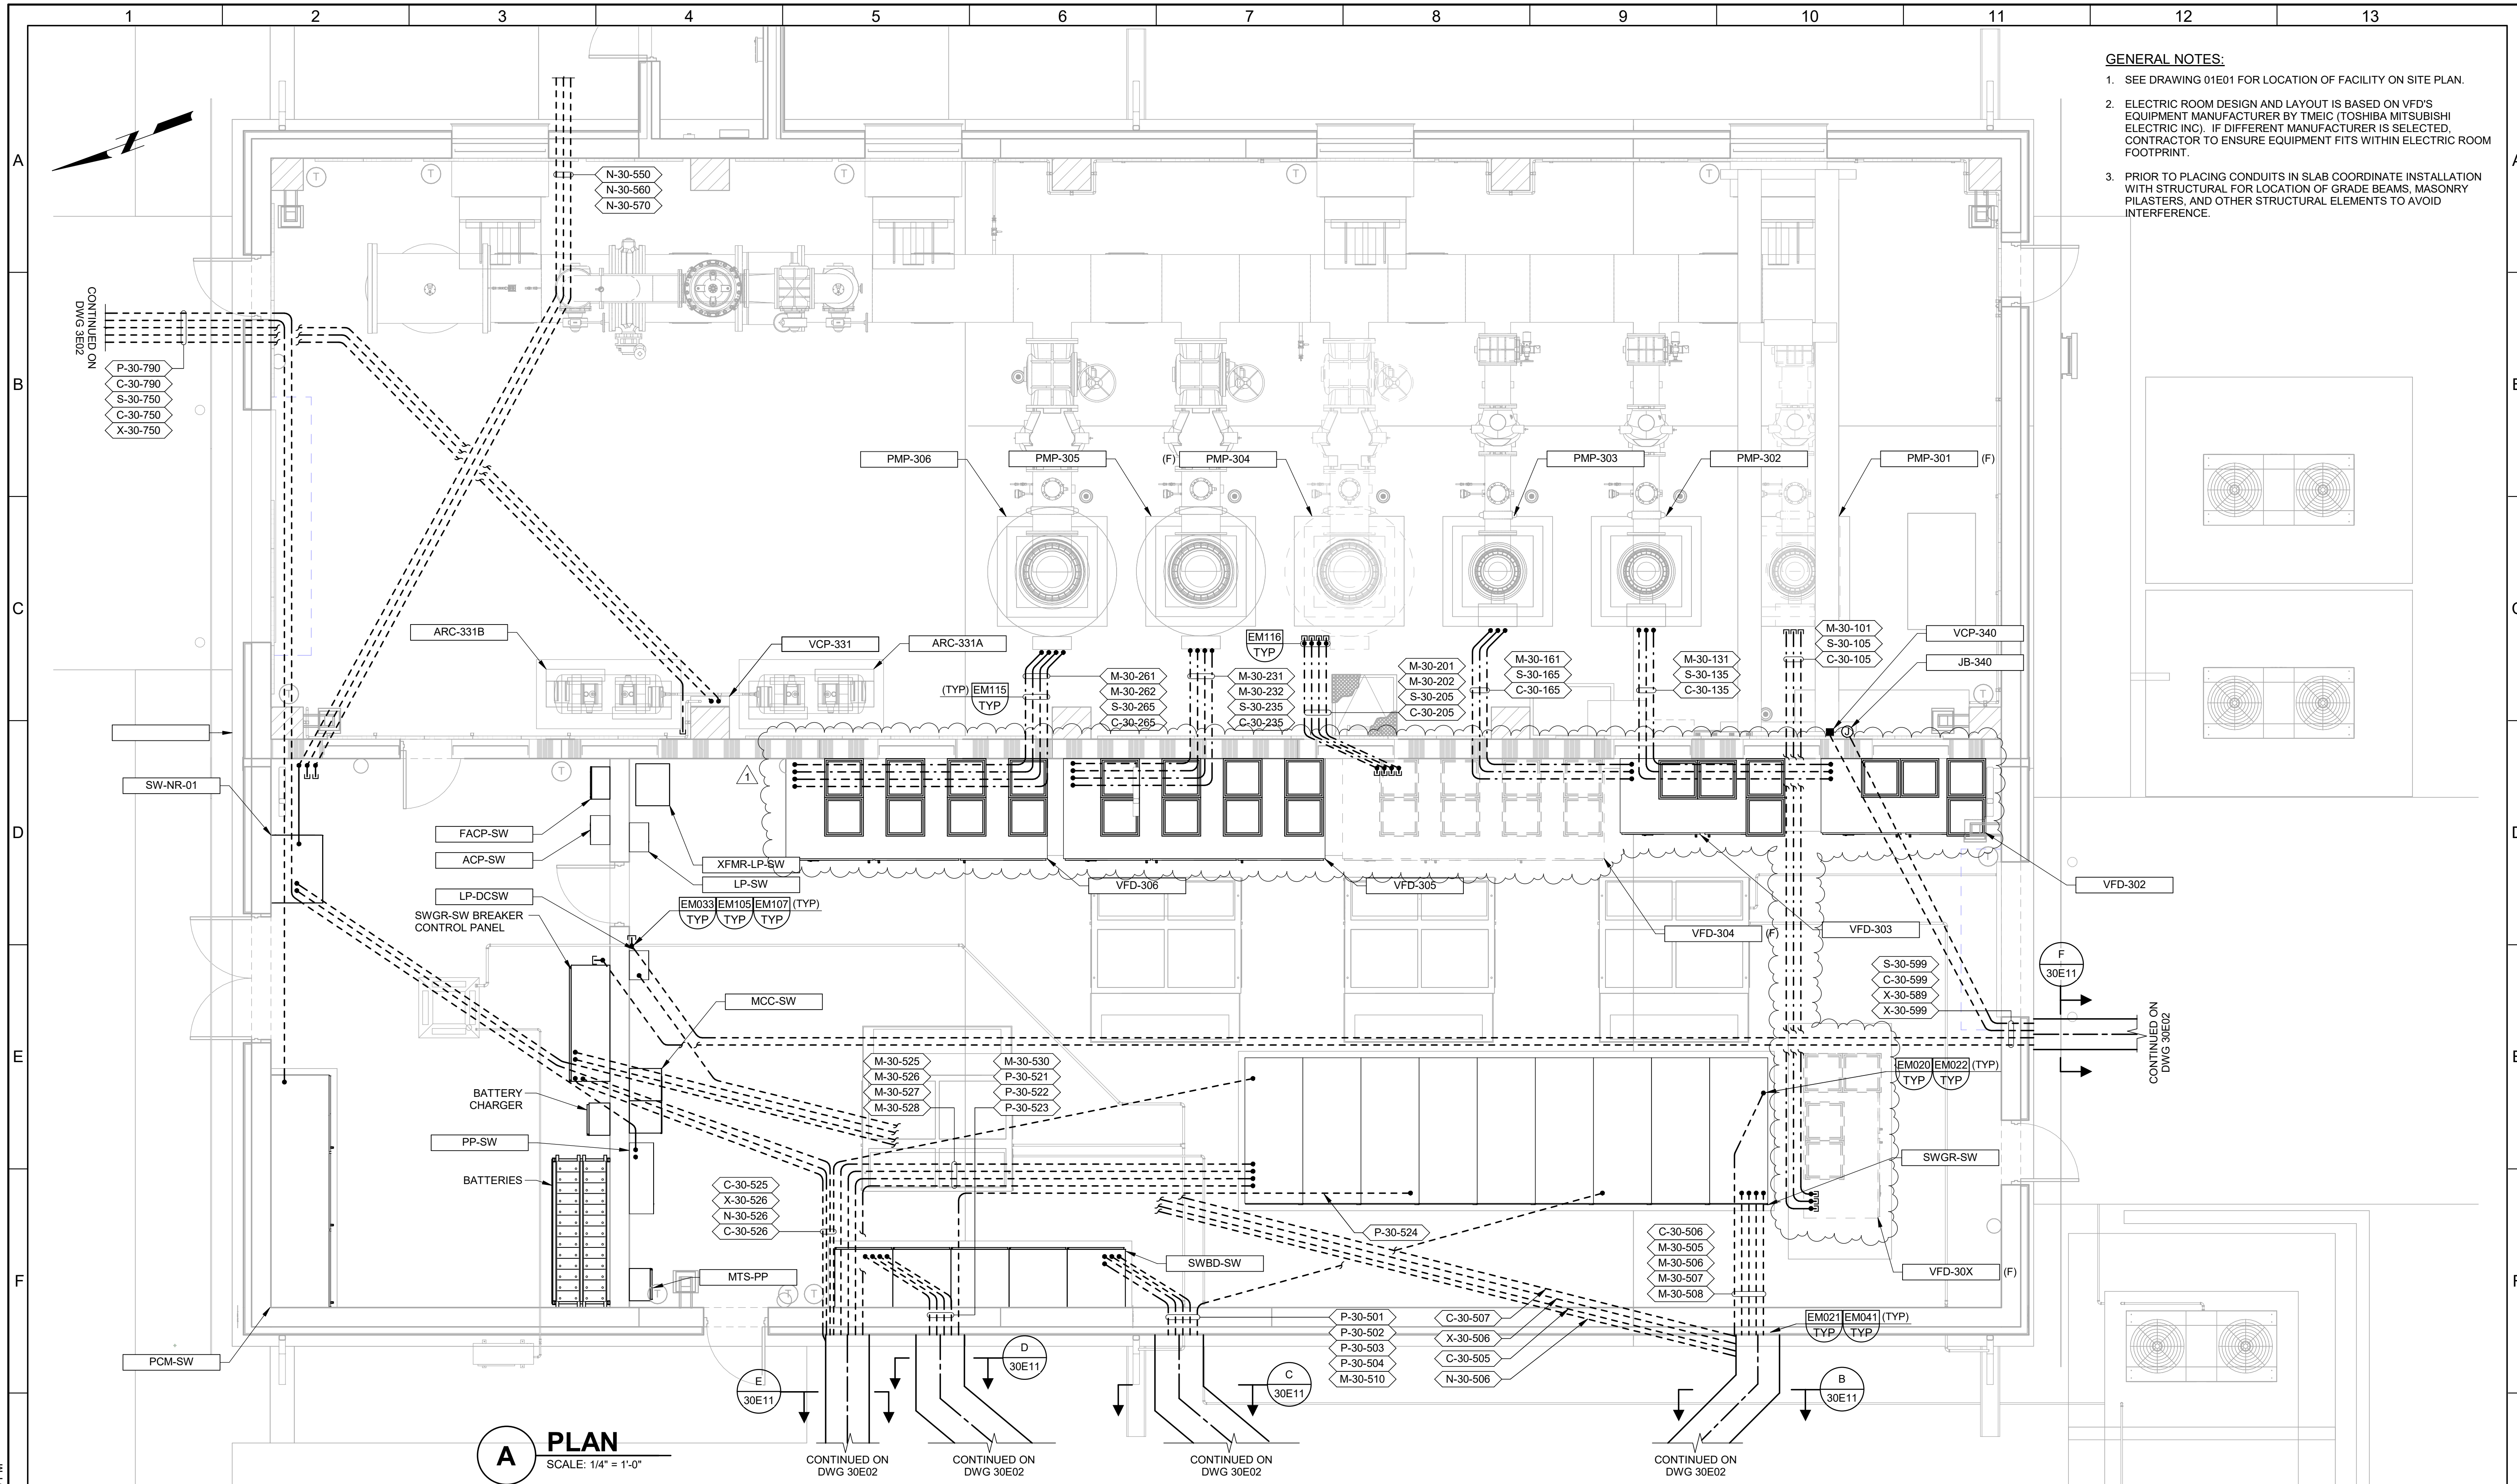 1 2 3 4 5 6 7 8 9 10 11 12 13
A
B
C
D
E
F
GENERAL NOTES:
1. SEE DRAWING 01E01 FOR LOCATION OF FACILITY ON SITE PLAN.
2. ELECTRIC ROOM DESIGN AND LAYOUT IS BASED ON VFD'S
EQUIPMENT MANUFACTURER BY TMEIC (TOSHIBA MITSUBISHI
ELECTRIC INC). IF DIFFERENT MANUFACTURER IS SELECTED,
CONTRACTOR TO ENSURE EQUIPMENT FITS WITHIN ELECTRIC ROOM
FOOTPRINT.
3. PRIOR TO PLACING CONDUITS IN SLAB COORDINATE INSTALLATION
WITH STRUCTURAL FOR LOCATION OF GRADE BEAMS, MASONRY
PILASTERS, AND OTHER STRUCTURAL ELEMENTS TO AVOID
INTERFERENCE.
N-30-550
N-30-560
N-30-570
T
T
T
T
T
CONTINUED ON
DWG 3E02
P-30-790
C-30-790
S-30-750
C-30-750
X-30-750
PMP-306
PMP-305
(F) PMP-304
PMP-303
PMP-302
PMP-301 (F)
ARC-331B
VCP-331
ARC-331A
(TYP) EM115
TYP
M-30-261
M-30-262
S-30-265
C-30-265
EM116
TYP
M-30-231
M-30-232
S-30-235
C-30-235
M-30-201
M-30-202
S-30-205
C-30-205
M-30-161
S-30-165
C-30-165
M-30-131
S-30-135
C-30-135
M-30-101
S-30-105
C-30-105
VCP-340
JB-340
J
T
T
T
T
1
SW-NR-01
FACP-SW
ACP-SW
XFMR-LP-SW
LP-SW
LP-DCSW
EM033 EM105 EM107 (TYP)
TYP TYP TYP
SWGR-SW BREAKER
CONTROL PANEL
VFD-306
VFD-305
VFD-304 (F)
VFD-303
VFD-302
MCC-SW
S-30-599
C-30-599
X-30-589
X-30-599
F
30E11
CONTINUED ON
DWG 30E02
M-30-525
M-30-526
M-30-527
M-30-528
M-30-530
P-30-521
P-30-522
P-30-523
EM020 EM022 (TYP)
TYP TYP
BATTERY
CHARGER
PP-SW
BATTERIES
SWGR-SW
C-30-525
X-30-526
N-30-526
C-30-526
P-30-524
SWBD-SW
C-30-506
M-30-505
M-30-506
M-30-507
M-30-508
VFD-30X (F)
MTS-PP
T
T
T
P-30-501
P-30-502
P-30-503
P-30-504
M-30-510
C-30-507
X-30-506
C-30-505
N-30-506
EM021 EM041 (TYP)
TYP TYP
PCM-SW
E
30E11
D
30E11
C
30E11
B
30E11
A
PLAN
SCALE: 1/4" = 1'-0"
CONTINUED ON
DWG 30E02
CONTINUED ON
DWG 30E02
CONTINUED ON
DWG 30E02
CONTINUED ON
DWG 30E02